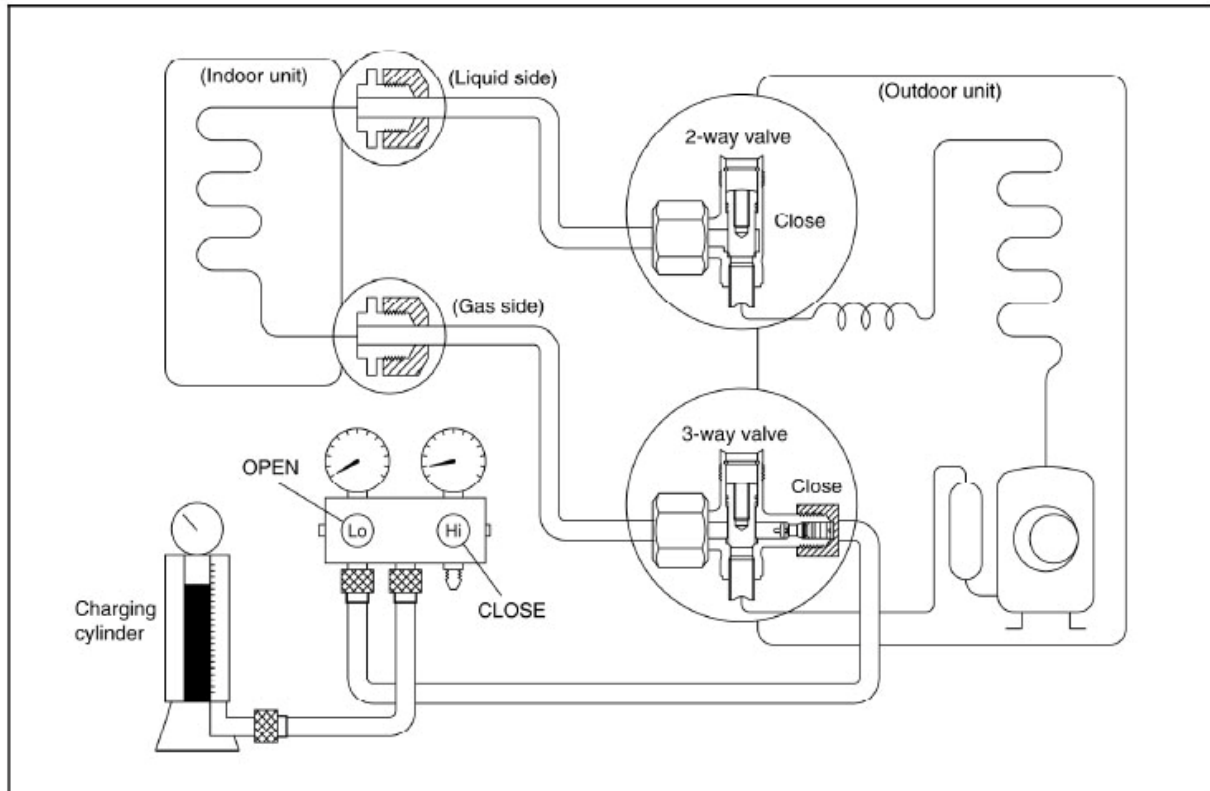 (Indoor unit)
(Liquid side)
(Outdoor unit)
2-way valve
Close
(Gas side)
3-way valve
Close
OPEN
Lo
Hi
CLOSE
Charging
cylinder